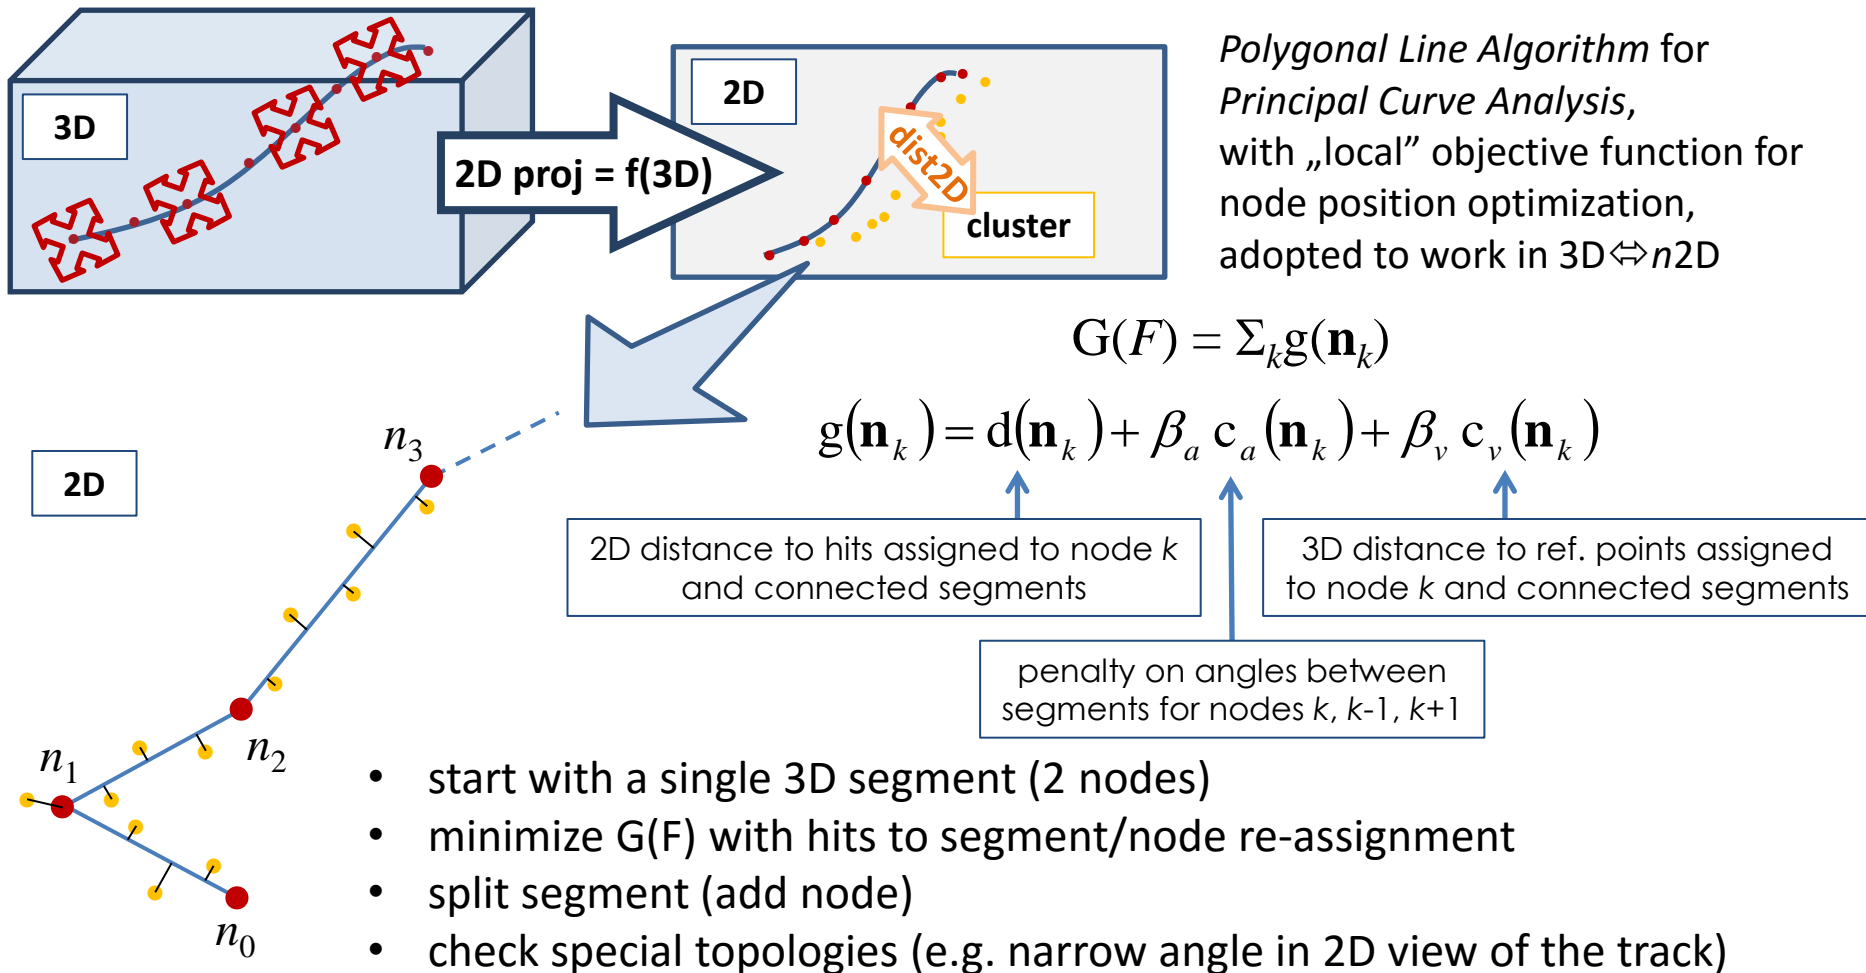 3D
2D proj = f(3D)
2D
dist2D
cluster
Polygonal Line Algorithm for
Principal Curve Analysis,
with „local” objective function for
node position optimization,
adopted to work in 3D⇔n2D
G(F) = Σₖg(𝐧ₖ)
g(𝐧ₖ) = d(𝐧ₖ) + βₐ cₐ(𝐧ₖ) + βᵥ cᵥ(𝐧ₖ)
2D distance to hits assigned to node k
and connected segments
3D distance to ref. points assigned
to node k and connected segments
penalty on angles between
segments for nodes k, k-1, k+1
2D
n₃
n₂
n₁
n₀
• start with a single 3D segment (2 nodes)
• minimize G(F) with hits to segment/node re-assignment
• split segment (add node)
• check special topologies (e.g. narrow angle in 2D view of the track)